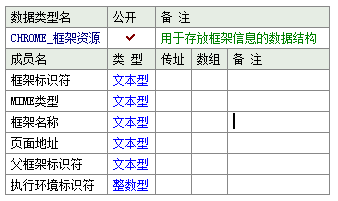 数据类型名 公开 备 注
CHROME_框架资源 ✓ 用于存放框架信息的数据结构
成员名 类 型 传址 数组 备 注
框架标识符 文本型
MIME类型 文本型
框架名称 文本型
页面地址 文本型
父框架标识符 文本型
执行环境标识符 整数型